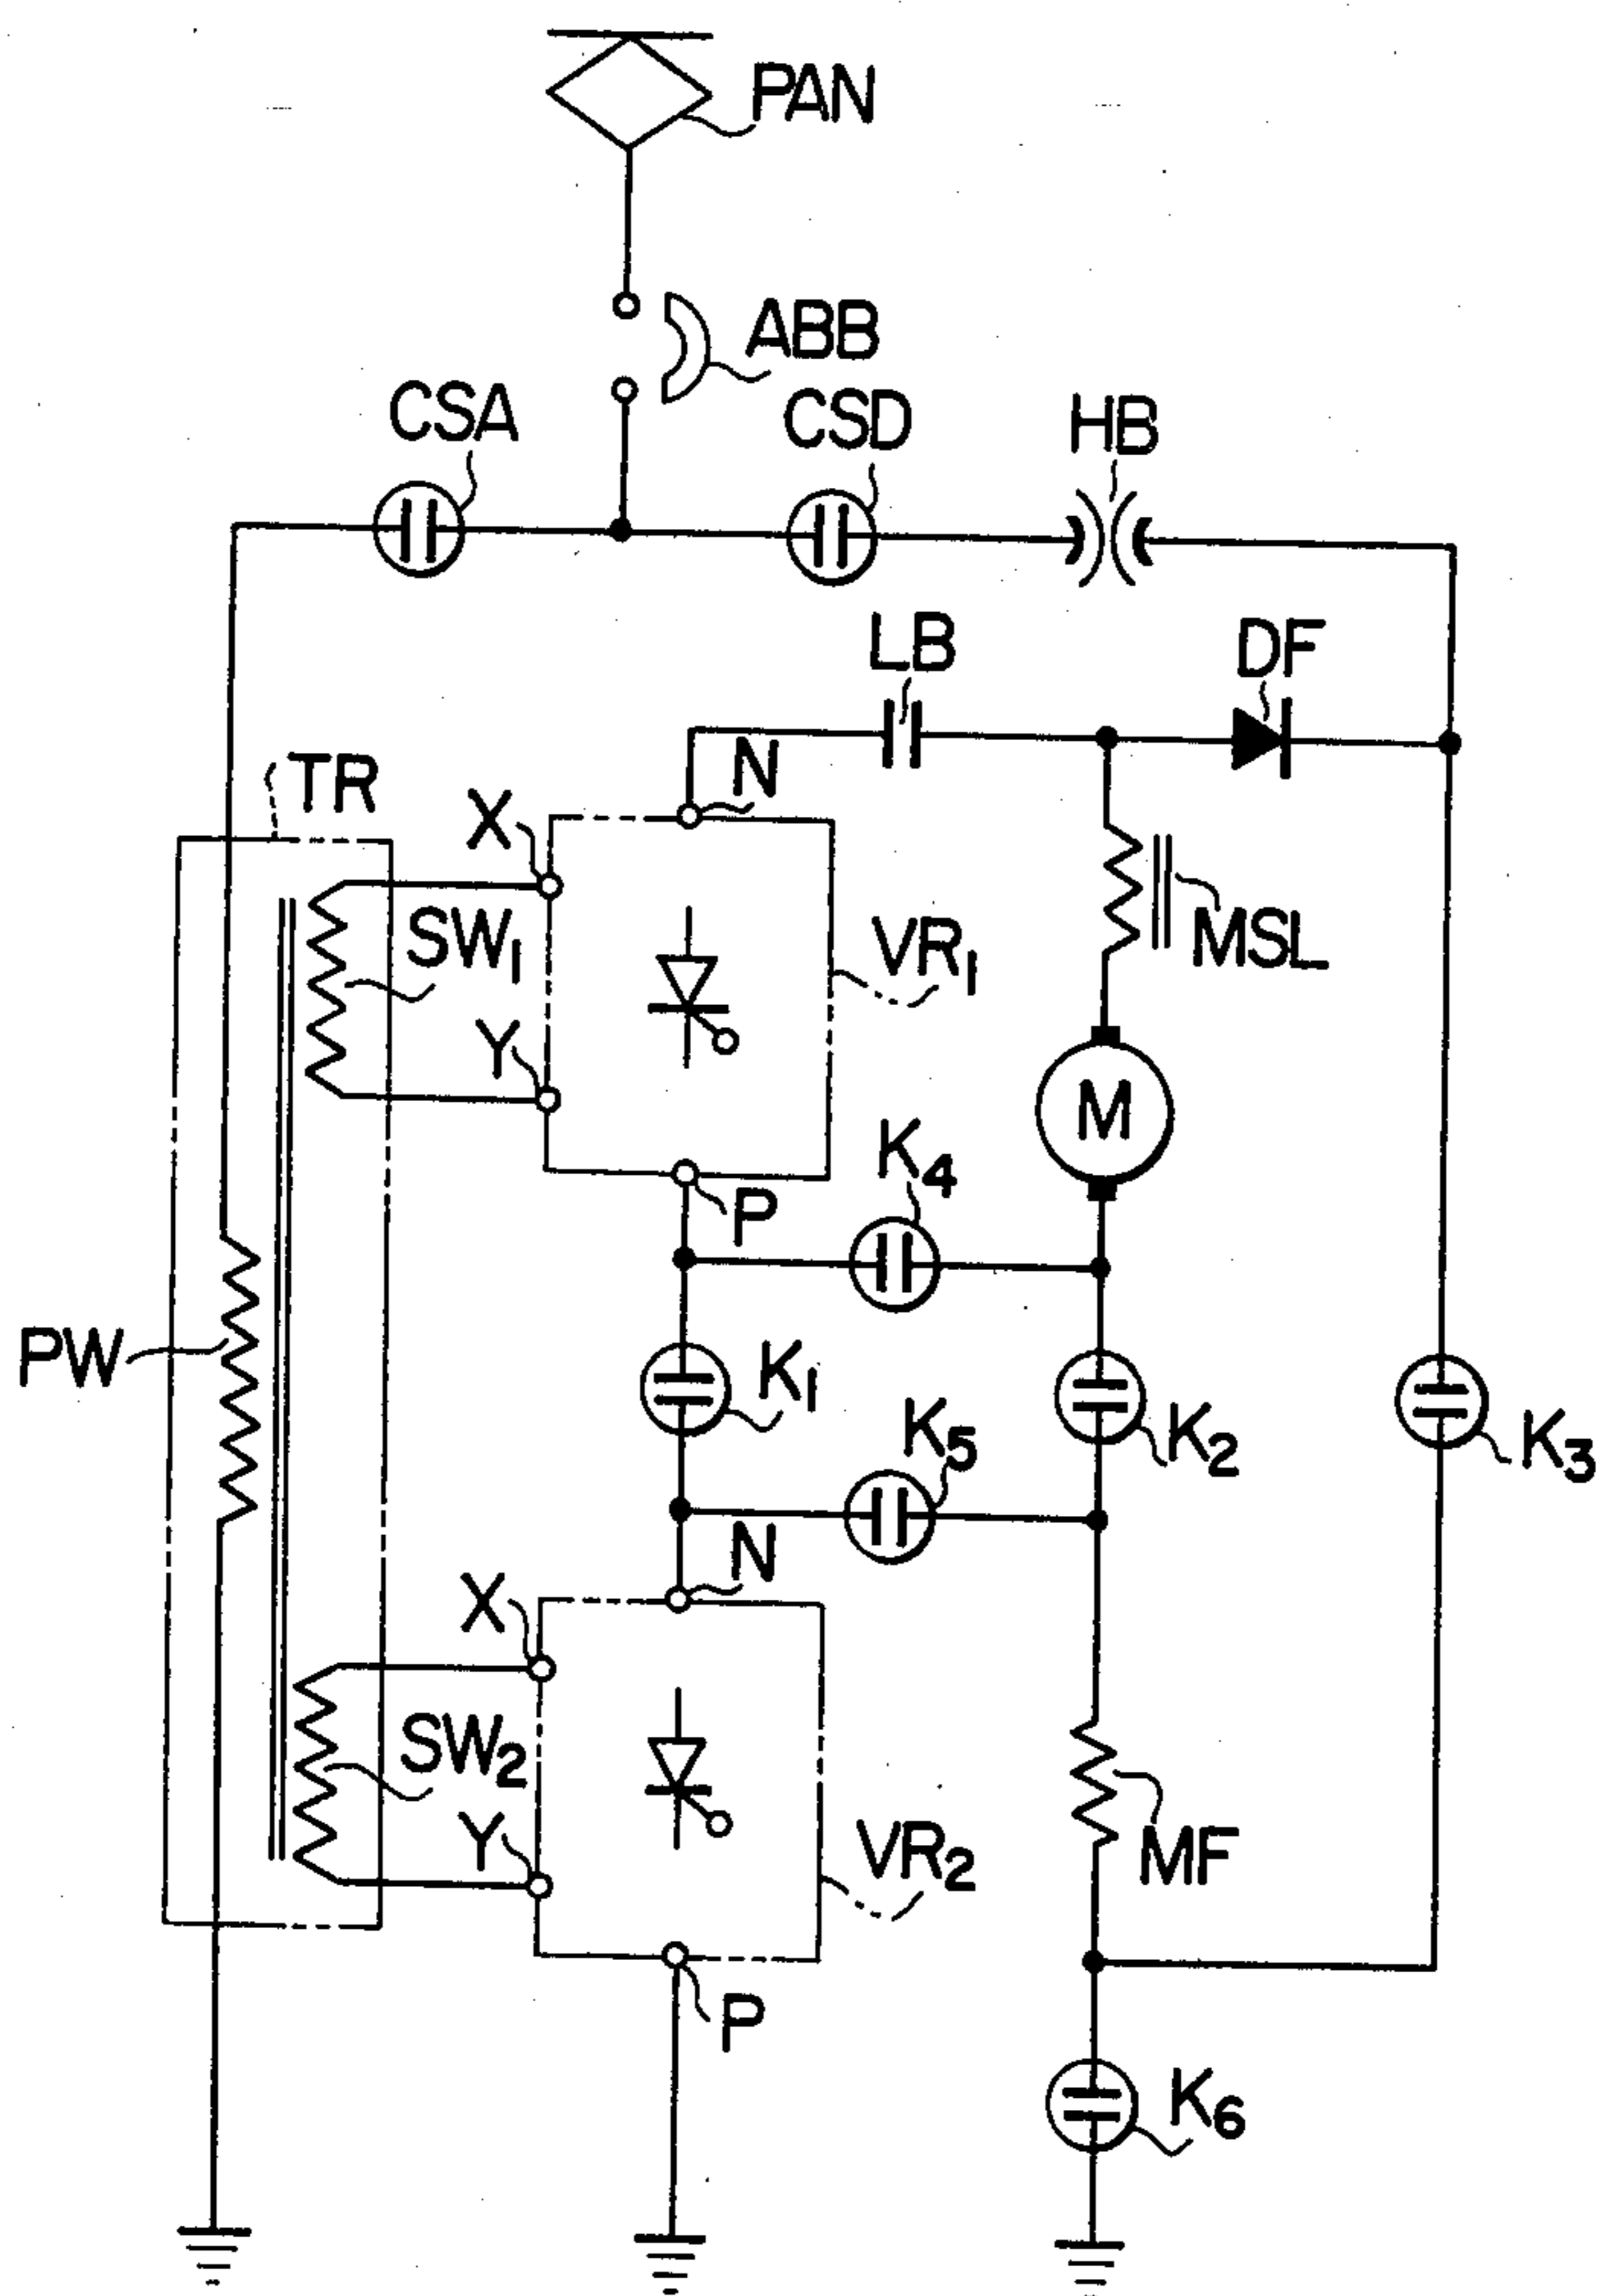 PAN
ABB
CSA
CSD
HB
LB
DF
TR
N
X
SW1
VR1
MSL
Y
M
K4
P
PW
K1
K2
K5
K3
N
X
SW2
Y
VR2
MF
P
K6